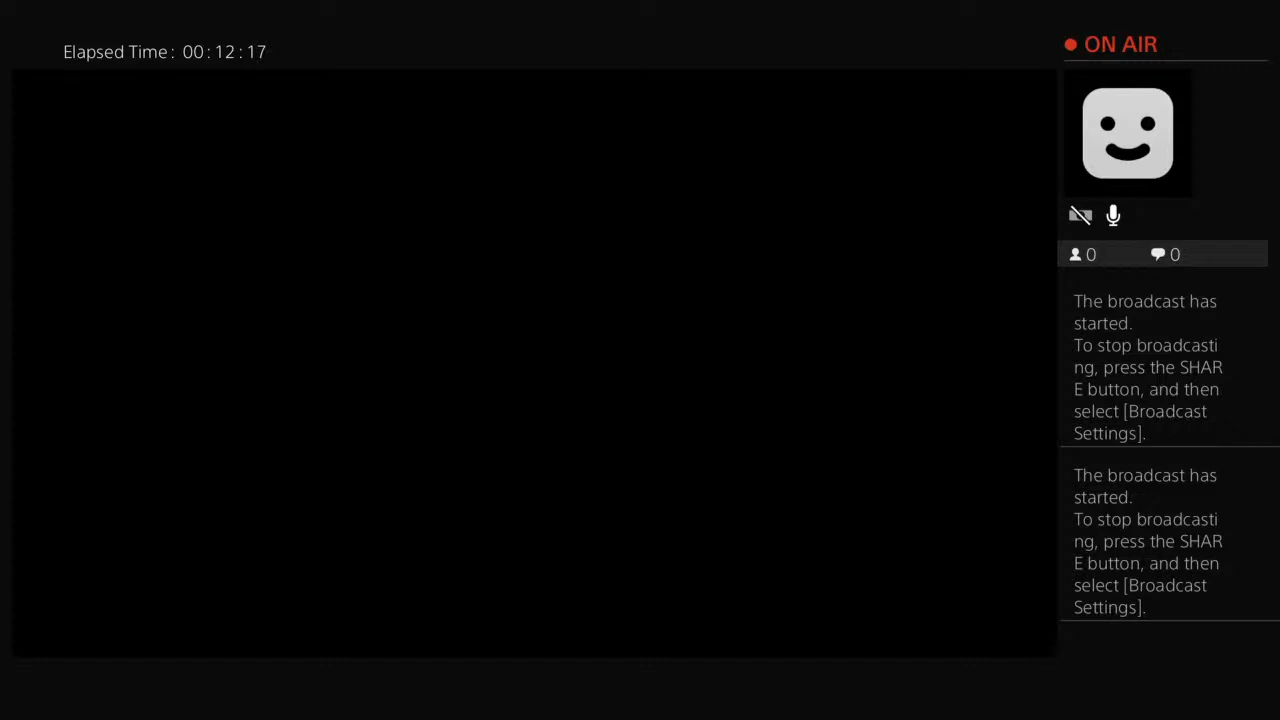 Elapsed Time: 00:12:17
ON AIR
0 0
The broadcast has
started.
To stop broadcasti
ng, press the SHAR
E button, and then
select [Broadcast
Settings].
The broadcast has
started.
To stop broadcasti
ng, press the SHAR
E button, and then
select [Broadcast
Settings].